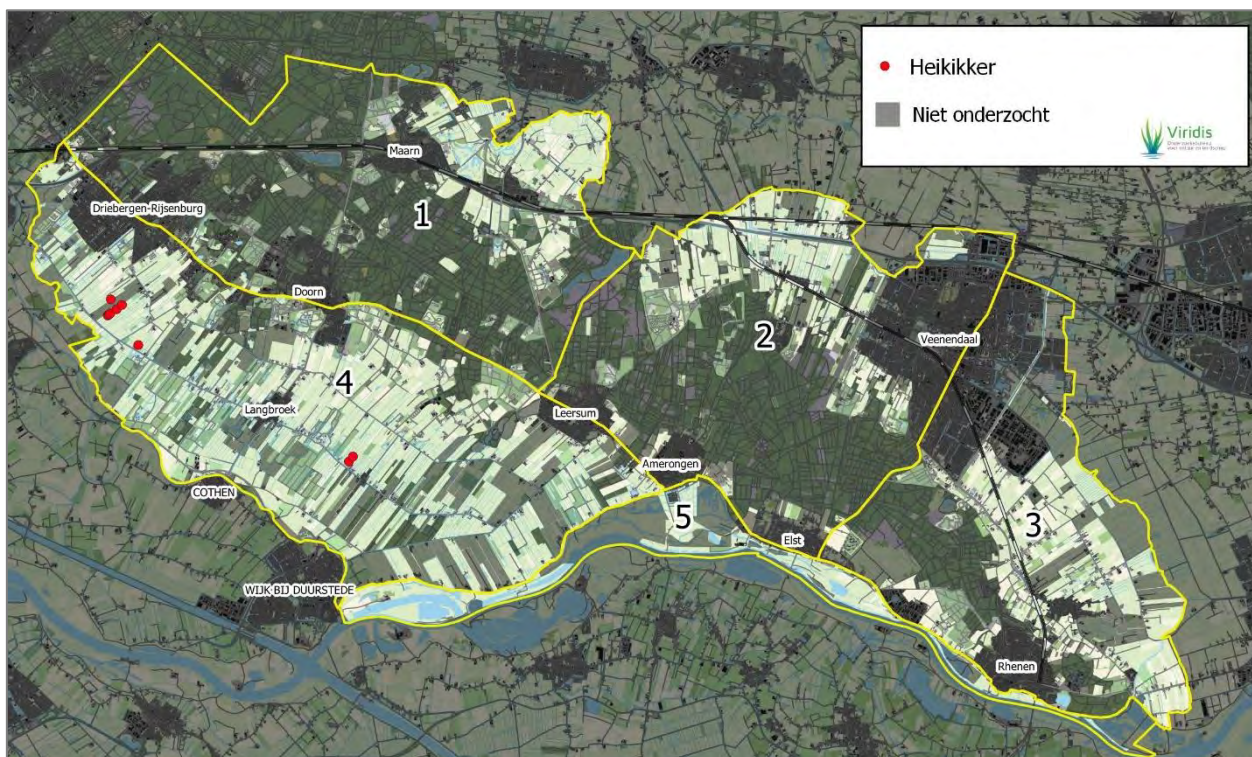 Heikikker
Niet onderzocht
Viridis
Maarn
1
Driebergen-Rijsenburg
Doorn
2
Veenendaal
4
Langbroek
Leersum
Amerongen
COTHEN
5
3
Elst
WIJK BIJ DUURSTEDE
Rhenen